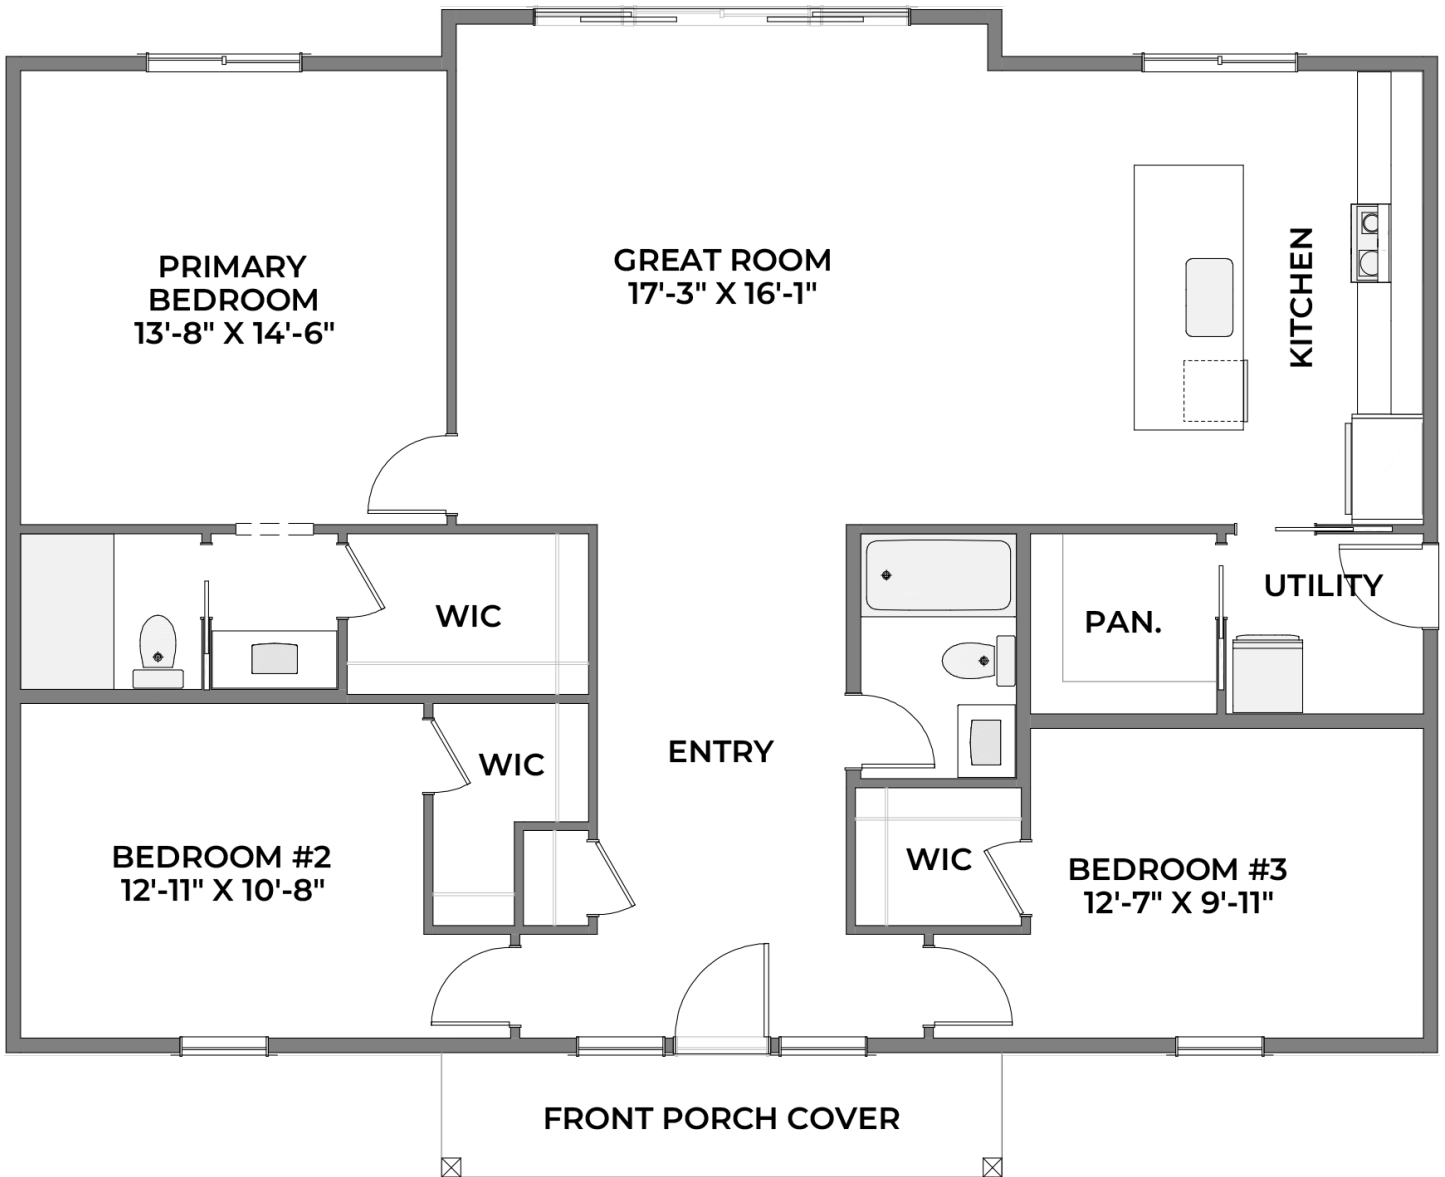 PRIMARY
BEDROOM
13'-8" X 14'-6"
GREAT ROOM
17'-3" X 16'-1"
KITCHEN
WIC
PAN.
UTILITY
WIC
ENTRY
BEDROOM #2
12'-11" X 10'-8"
WIC
BEDROOM #3
12'-7" X 9'-11"
FRONT PORCH COVER